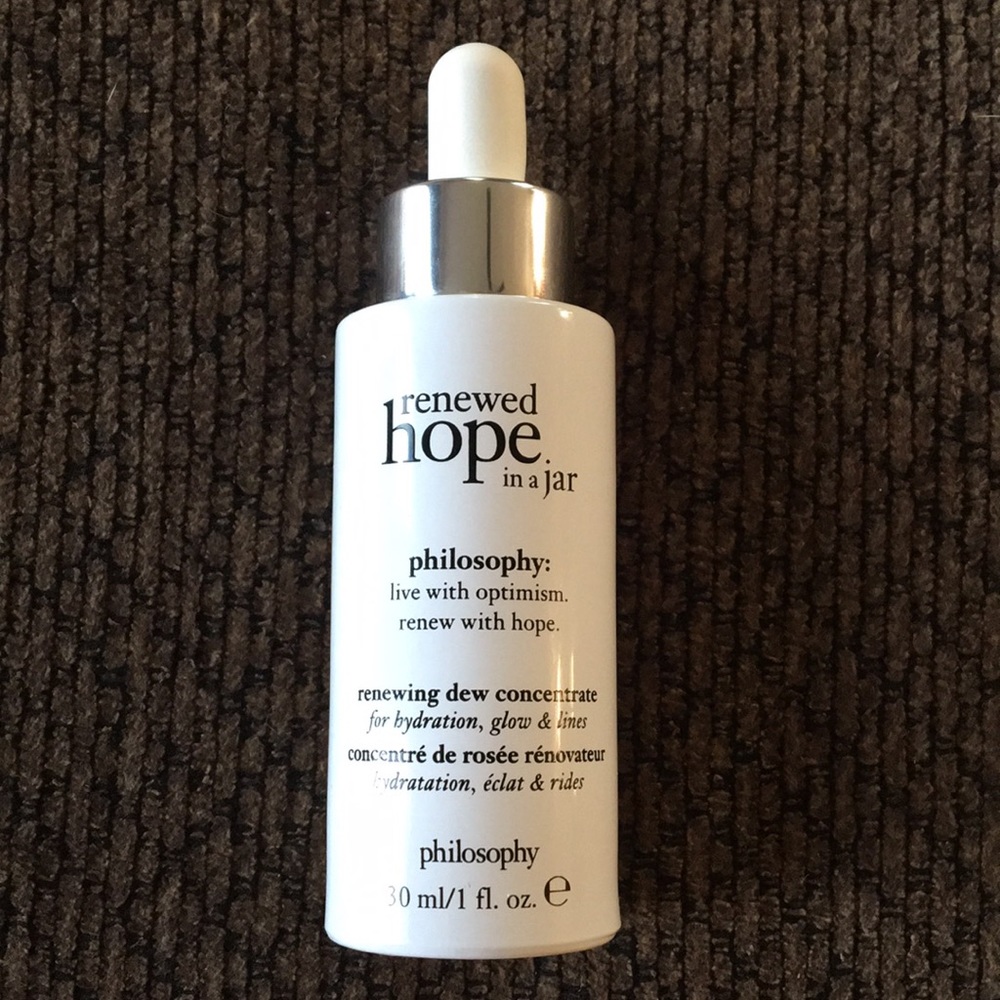 renewed
hope
in a jar
philosophy:
live with optimism.
renew with hope.
renewing dew concentrate
for hydration, glow & lines
concentré de rosée rénovateur
hydratation, éclat & rides
philosophy
30 ml/1 fl. oz. ℮